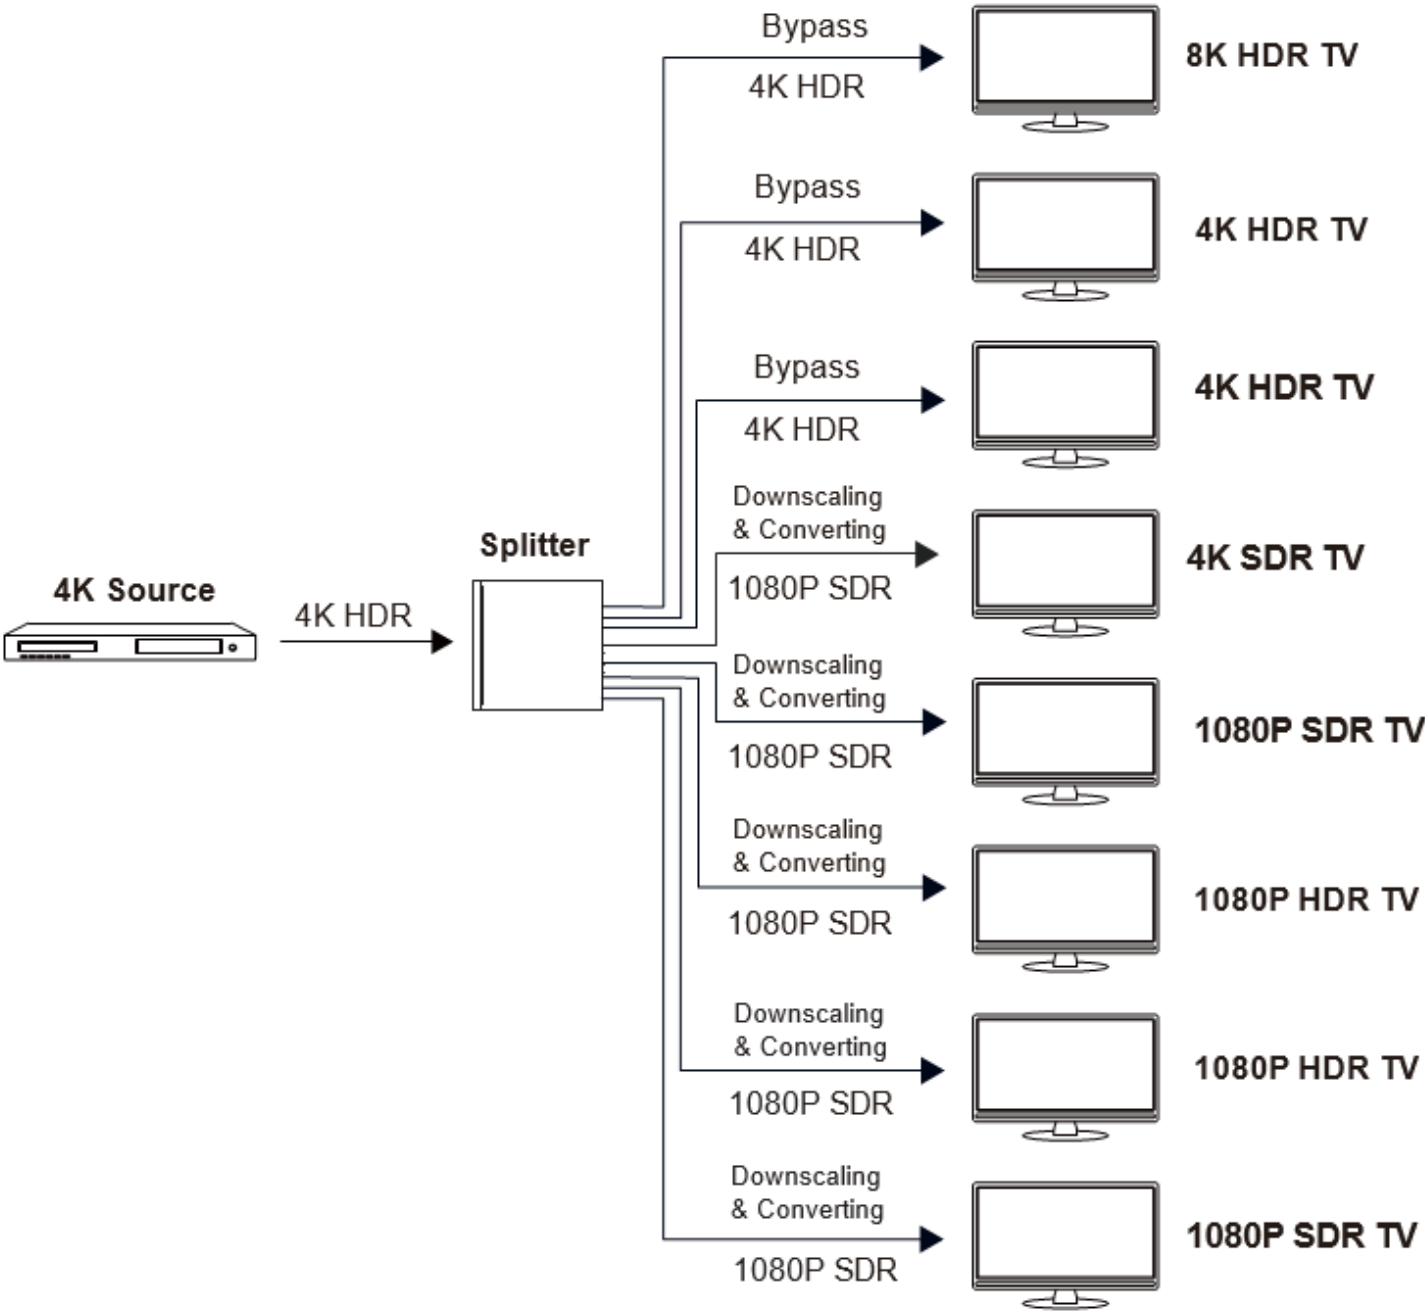 Bypass
4K HDR
8K HDR TV
Bypass
4K HDR
4K HDR TV
Bypass
4K HDR
4K HDR TV
Downscaling
& Converting
1080P SDR
4K SDR TV
Splitter
4K Source
4K HDR
Downscaling
& Converting
1080P SDR
1080P SDR TV
Downscaling
& Converting
1080P SDR
1080P HDR TV
Downscaling
& Converting
1080P SDR
1080P HDR TV
Downscaling
& Converting
1080P SDR
1080P SDR TV